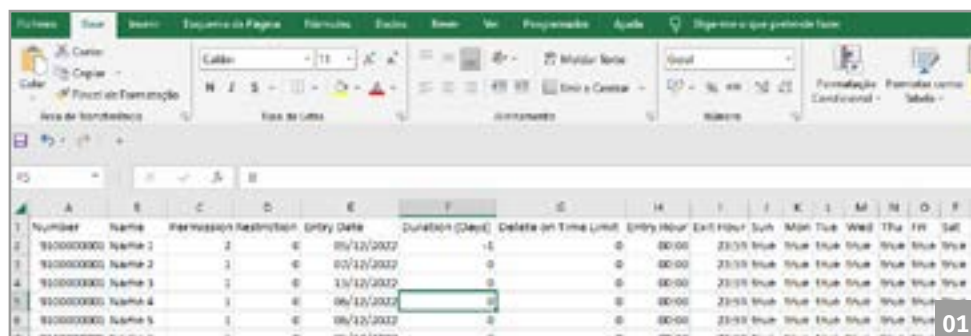 Ficheiro Base Inserir Esquema da Página Fórmulas Dados Rever Ver Programador Ajuda Diga-me o que pretende fazer
Cortar
Copiar
Colar
Pincel de Formatação
Área de Transferência
Calibri 11
N I S
Tipo de Letra
Moldar Texto
Unir e Centrar
Alinhamento
Geral
Número
Formatação Condicional
Formatar como Tabela
F5 0
A B C D E F G H I J K L M N O P
1 Number Name Permission Restriction Entry Date Duration (Days) Delete on Time Limit Entry Hour Exit Hour Sun Mon Tue Wed Thu Fri Sat
2 Name 1 2 0 05/12/2022 -1 0 00:00 23:59 true true true true true true true
3 Name 2 1 0 07/12/2022 0 0 00:00 23:59 true true true true true true true
4 Name 3 1 0 13/12/2022 0 0 00:00 23:59 true true true true true true true
5 Name 4 1 0 06/12/2022 0 0 00:00 23:59 true true true true true true true
6 Name 5 1 0 06/12/2022 0 0 00:00 23:59 true true true true true true
01